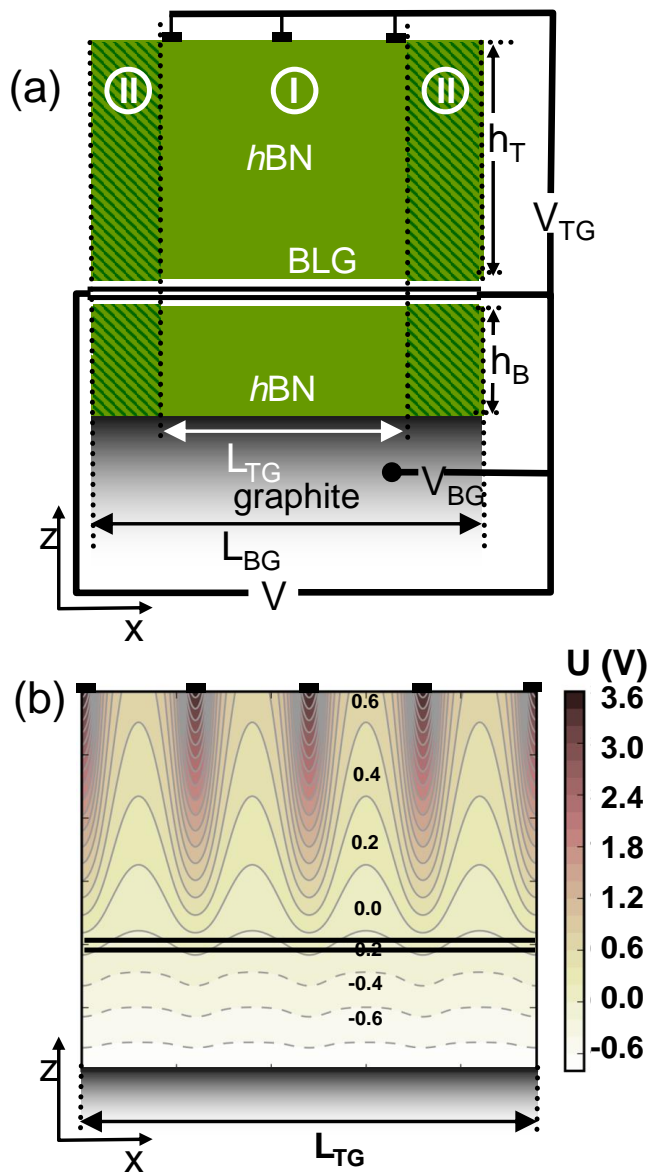 (a)
II
I
II
hBN
h_T
V_TG
BLG
hBN
h_B
L_TG
graphite
V_BG
L_BG
z
x
V
(b)
U (V)
0.6
0.4
0.2
0.0
0.2
-0.4
-0.6
3.6
3.0
2.4
1.8
1.2
0.6
0.0
-0.6
z
x
L_TG